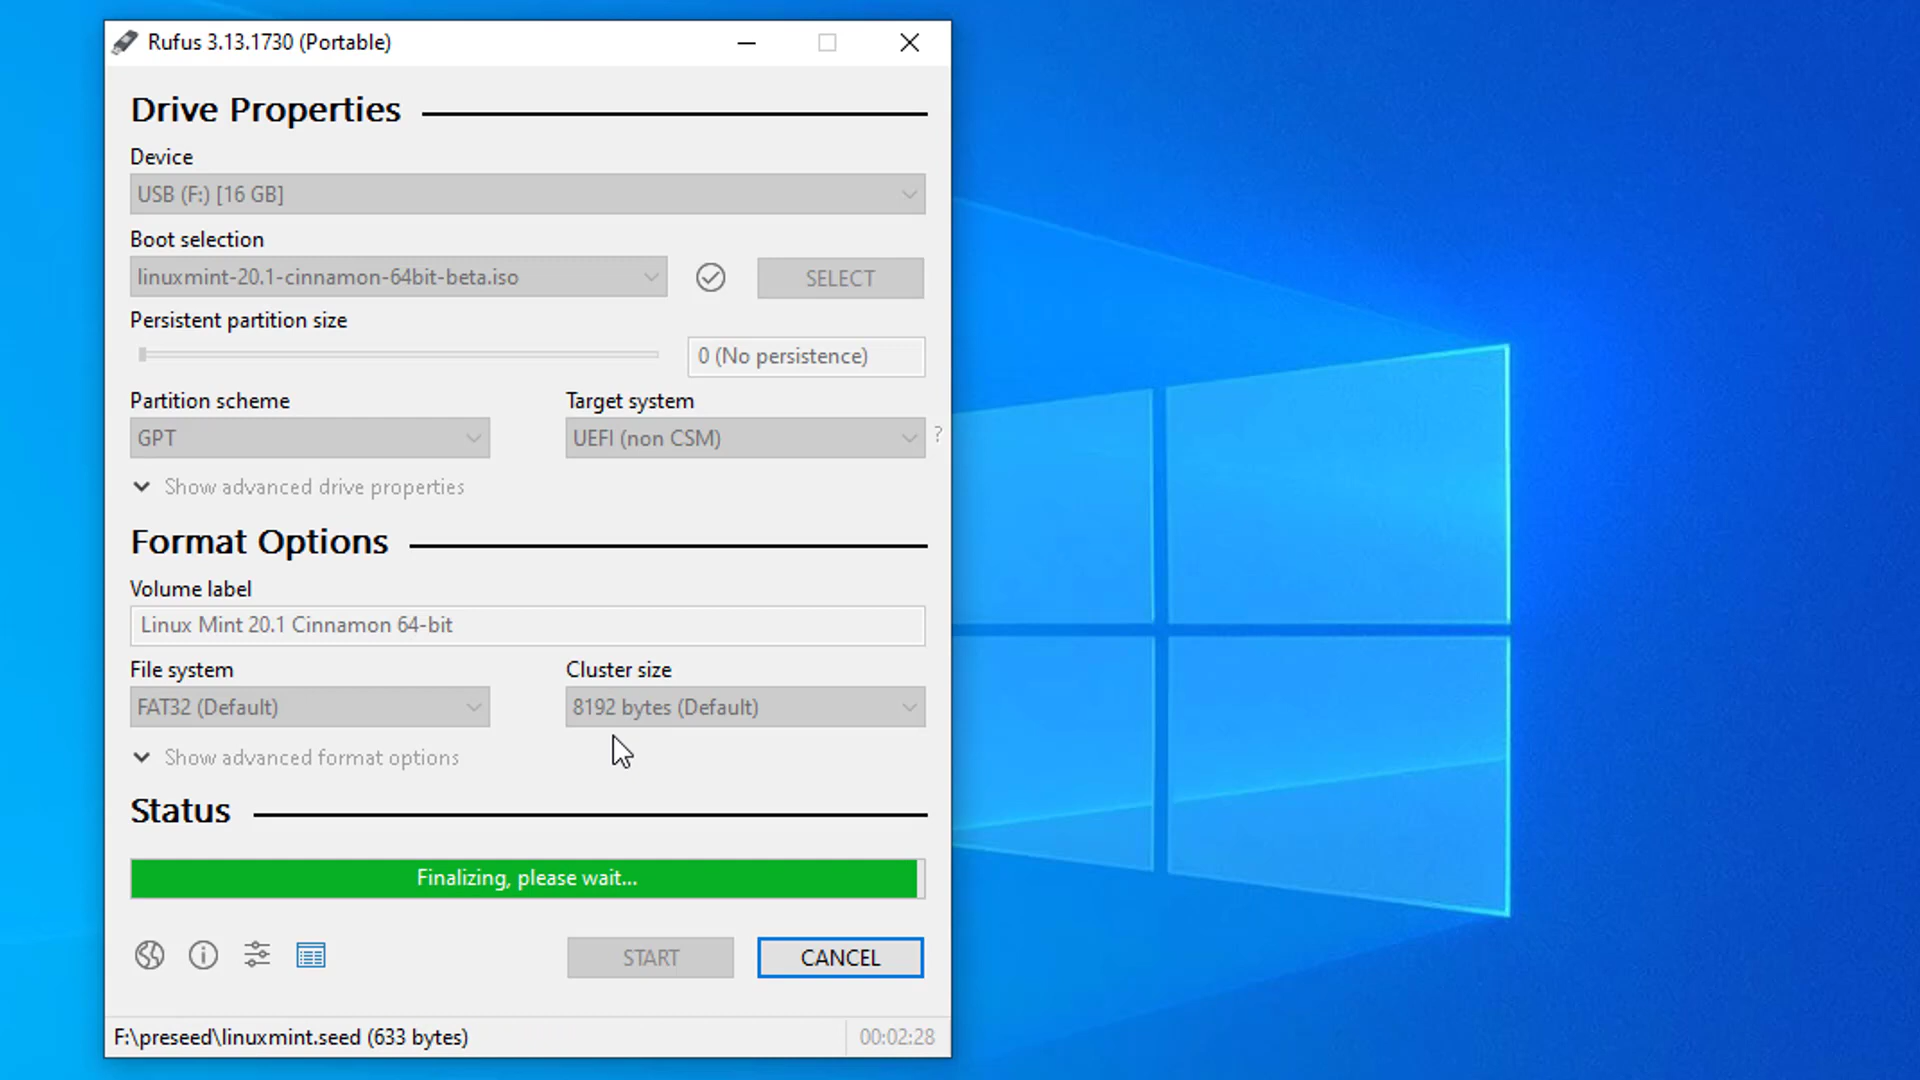 Rufus 3.13.1730 (Portable)
Drive Properties
Device
USB (F:) [16 GB]
Boot selection
linuxmint-20.1-cinnamon-64bit-beta.iso
SELECT
Persistent partition size
0 (No persistence)
Partition scheme
Target system
GPT
UEFI (non CSM)
?
Show advanced drive properties
Format Options
Volume label
Linux Mint 20.1 Cinnamon 64-bit
File system
Cluster size
FAT32 (Default)
8192 bytes (Default)
Show advanced format options
Status
Finalizing, please wait...
START
CANCEL
F:\preseed\linuxmint.seed (633 bytes)
00:02:28